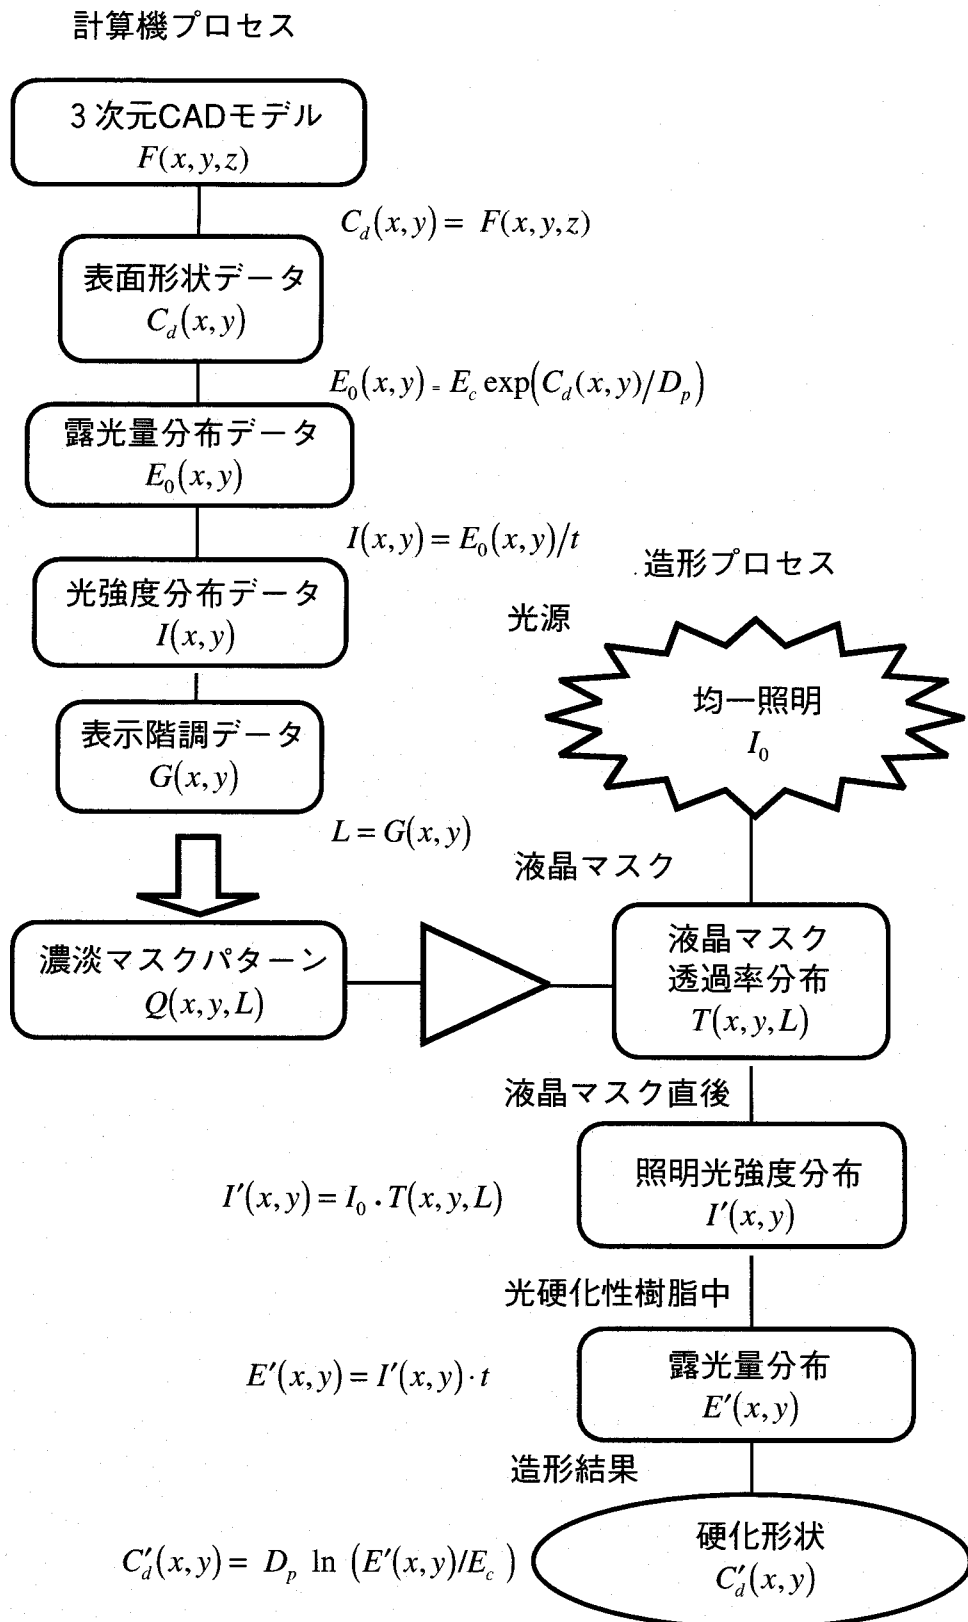 計算機プロセス
3次元CADモデル
F(x,y,z)
C_d(x,y) = F(x,y,z)
表面形状データ
C_d(x,y)
E_0(x,y) = E_c exp(C_d(x,y)/D_p)
露光量分布データ
E_0(x,y)
I(x,y) = E_0(x,y)/t
光強度分布データ
I(x,y)
表示階調データ
G(x,y)
L = G(x,y)
濃淡マスクパターン
Q(x,y,L)
造形プロセス
光源
均一照明
I_0
液晶マスク
液晶マスク
透過率分布
T(x,y,L)
液晶マスク直後
照明光強度分布
I′(x,y)
I′(x,y) = I_0・T(x,y,L)
光硬化性樹脂中
露光量分布
E′(x,y)
E′(x,y) = I′(x,y)・t
造形結果
硬化形状
C′_d(x,y)
C′_d(x,y) = D_p ln (E′(x,y)/E_c)